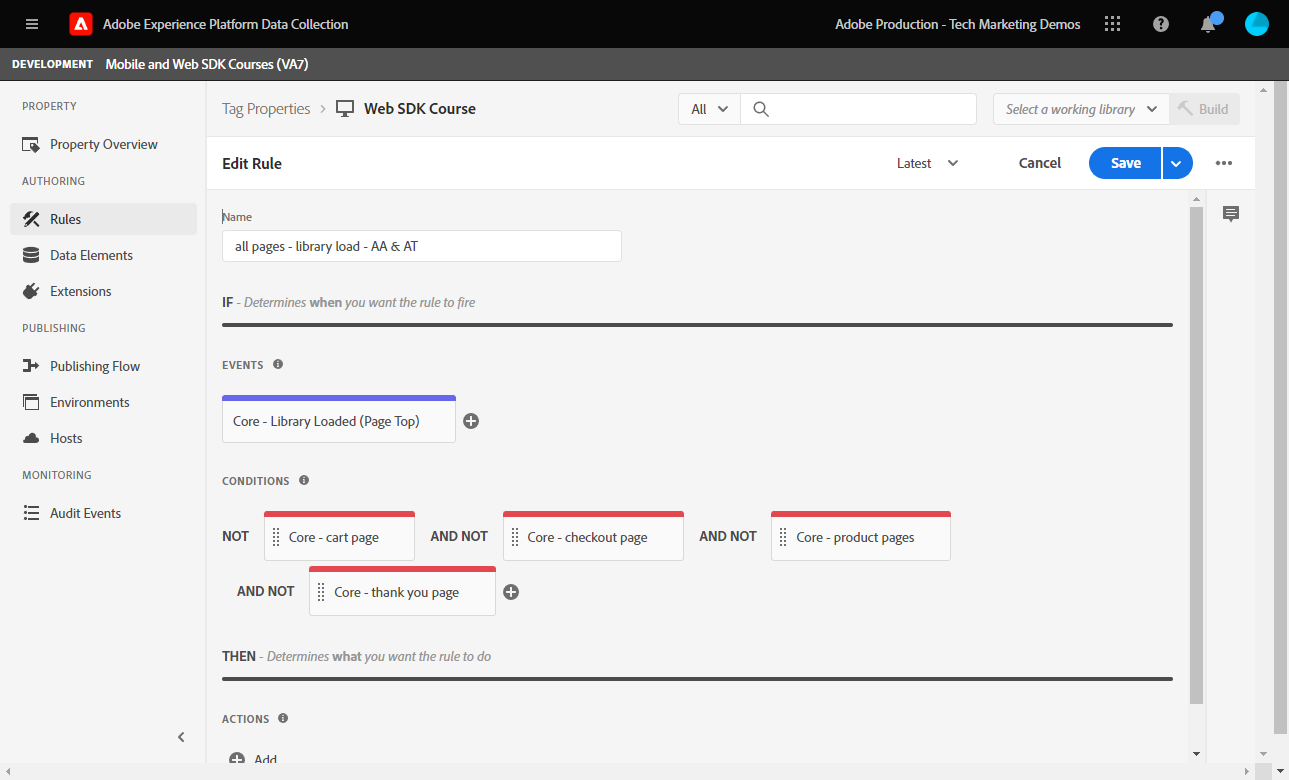 Adobe Experience Platform Data Collection
Adobe Production - Tech Marketing Demos
DEVELOPMENT Mobile and Web SDK Courses (VA7)
PROPERTY
Property Overview
AUTHORING
Rules
Data Elements
Extensions
PUBLISHING
Publishing Flow
Environments
Hosts
MONITORING
Audit Events
Tag Properties > Web SDK Course
All
Select a working library
Build
Edit Rule
Latest
Cancel
Save
Name
all pages - library load - AA & AT
IF - Determines when you want the rule to fire
EVENTS
Core - Library Loaded (Page Top)
CONDITIONS
NOT Core - cart page AND NOT Core - checkout page AND NOT Core - product pages
AND NOT Core - thank you page
THEN - Determines what you want the rule to do
ACTIONS
Add